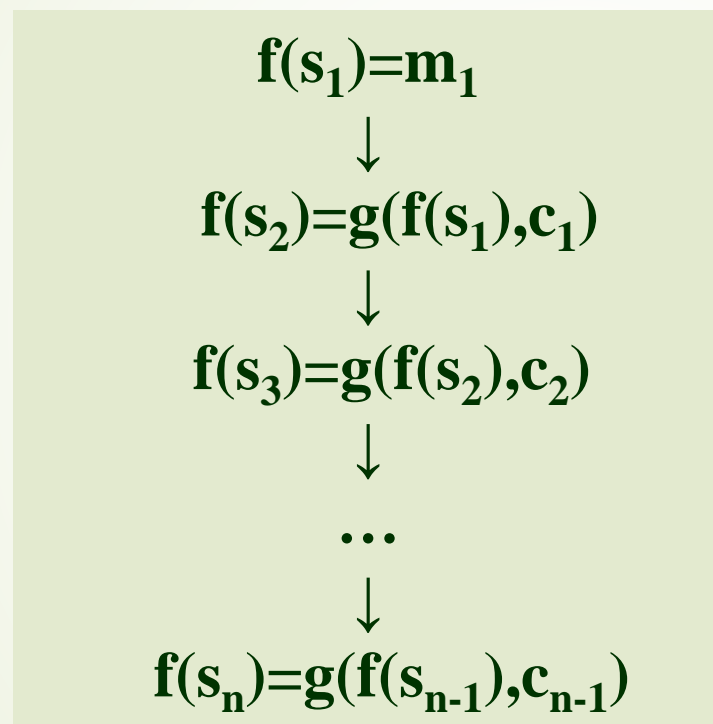 f(s₁)=m₁
↓
f(s₂)=g(f(s₁),c₁)
↓
f(s₃)=g(f(s₂),c₂)
↓
…
↓
f(sₙ)=g(f(sₙ₋₁),cₙ₋₁)